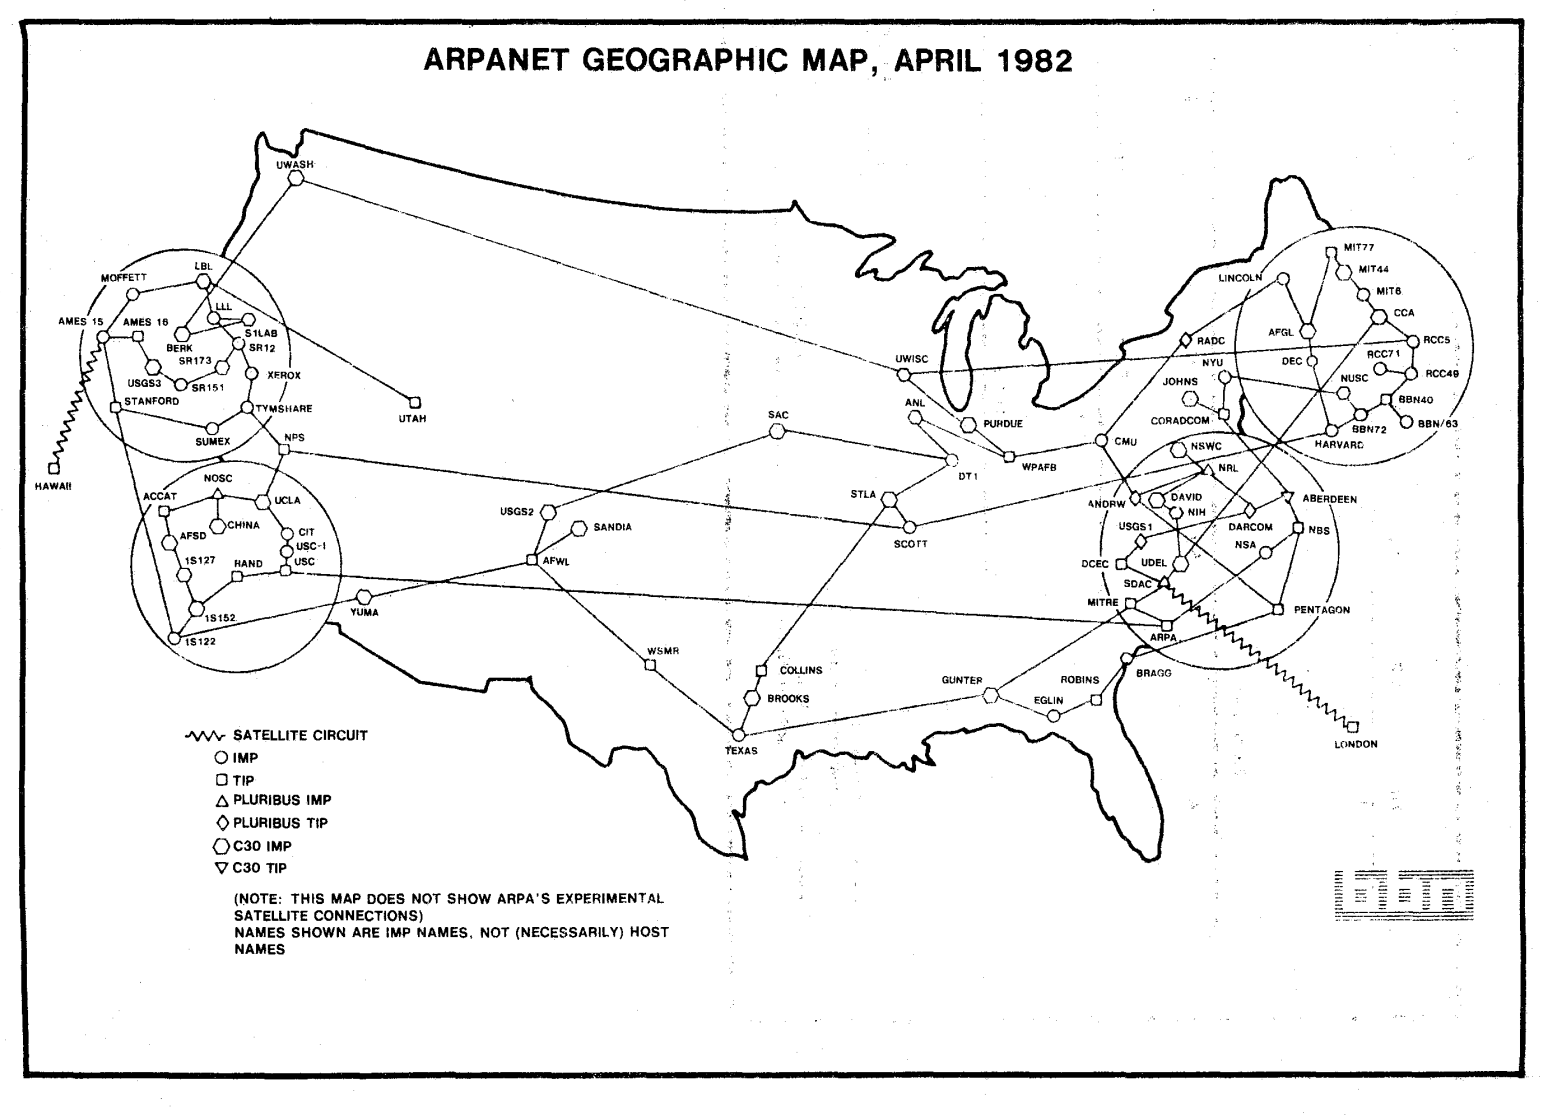 ARPANET GEOGRAPHIC MAP, APRIL 1982
UWASH
MOFFETT
LBL
LLL
AMES 15
AMES 16
S1LAB
BERK
SR12
SR173
USGS3
SR151
XEROX
STANFORD
TYMSHARE
SUMEX
UTAH
NPS
HAWAII
NOSC
ACCAT
UCLA
CHINA
AFSD
CIT
USC-I
1S127
RAND
USC
1S152
1S122
YUMA
UWISC
ANL
PURDUE
SAC
DTI
WPAFB
STLA
USGS2
SANDIA
SCOTT
AFWL
WSMR
COLLINS
BROOKS
TEXAS
GUNTER
EGLIN
ROBINS
BRAGG
LONDON
MIT77
LINCOLN
MIT44
MIT6
CCA
AFGL
RADC
RCC5
DEC
RCC71
NYU
RCC49
JOHNS
NUSC
BBN40
CORADCOM
BBN72
BBN/63
HARVARD
CMU
NSWC
NRL
ANDRW
DAVID
ABERDEEN
NIH
USGS1
DARCOM
NBS
NSA
DCEC
UDEL
SDAC
MITRE
PENTAGON
ARPA
SATELLITE CIRCUIT
IMP
TIP
PLURIBUS IMP
PLURIBUS TIP
C30 IMP
C30 TIP
(NOTE: THIS MAP DOES NOT SHOW ARPA'S EXPERIMENTAL
SATELLITE CONNECTIONS)
NAMES SHOWN ARE IMP NAMES, NOT (NECESSARILY) HOST
NAMES
bbn